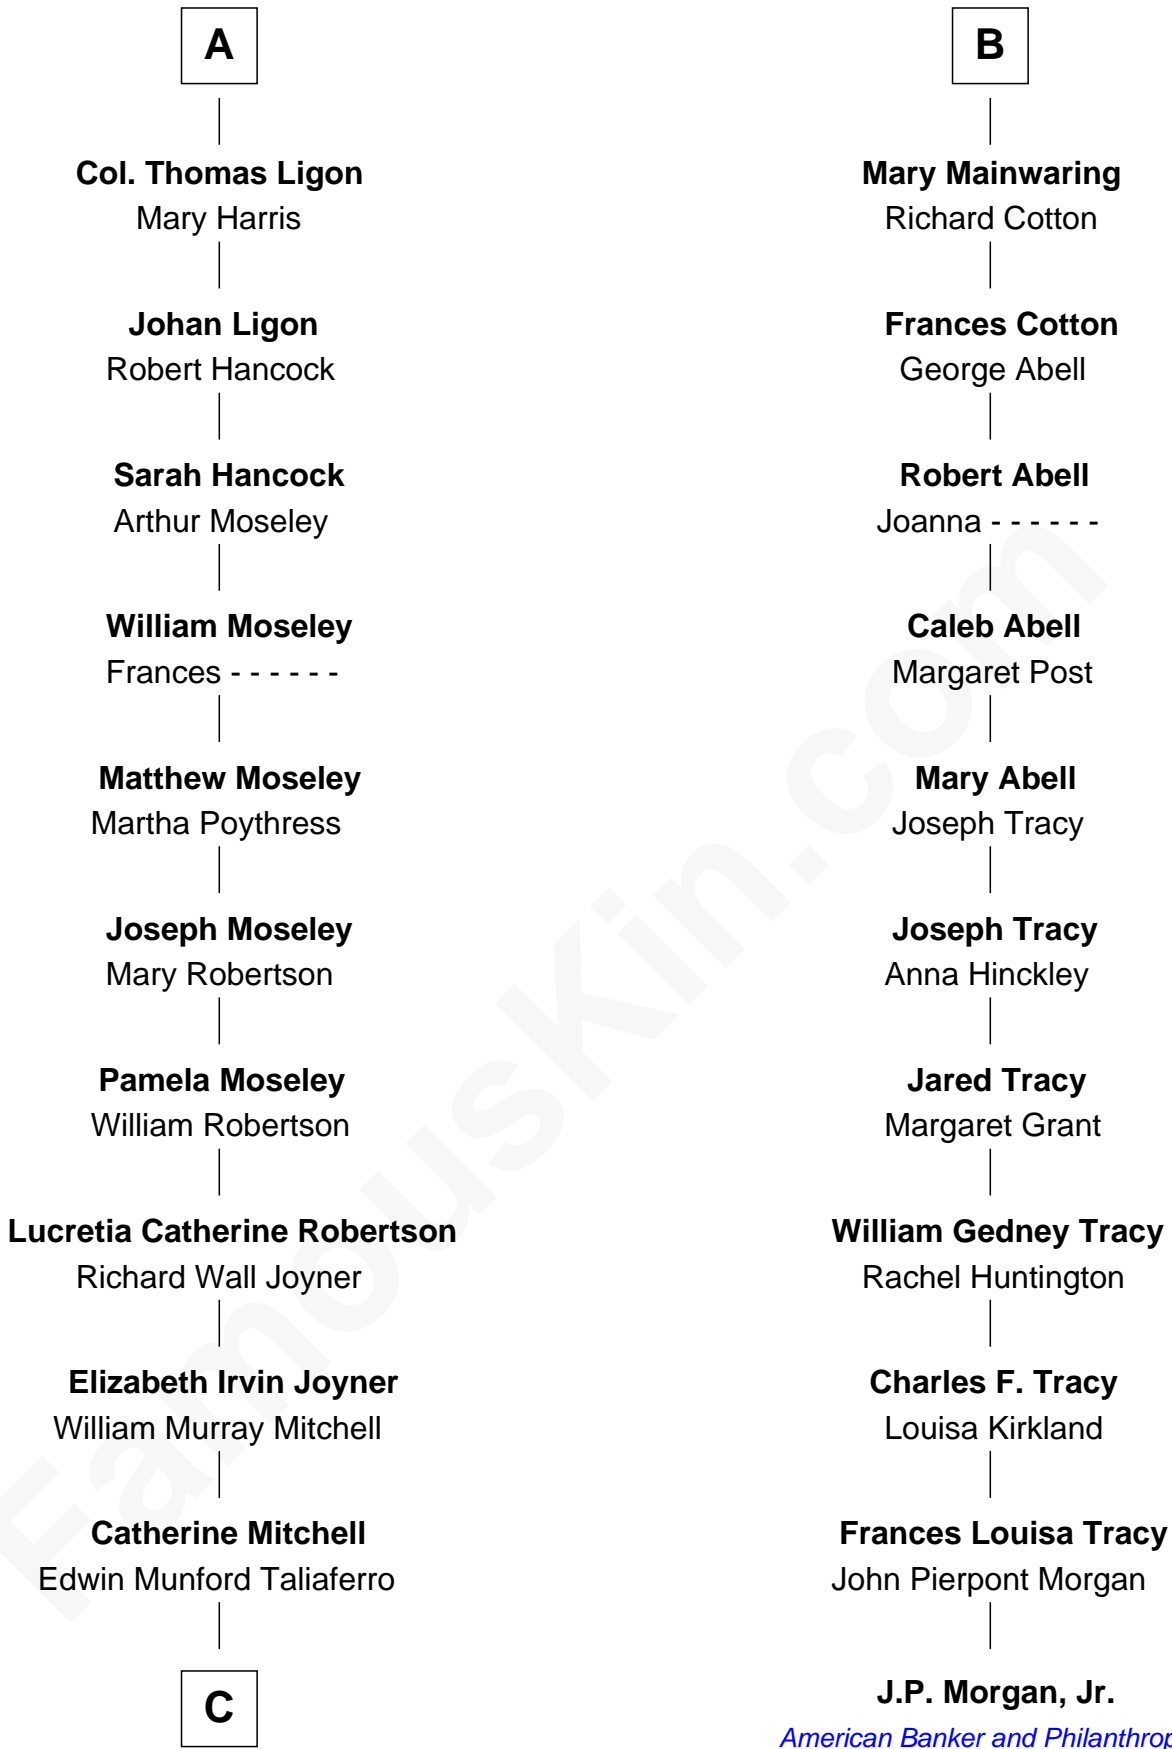 A
Col. Thomas Ligon
Mary Harris
Johan Ligon
Robert Hancock
Sarah Hancock
Arthur Moseley
William Moseley
Frances - - - - - -
Matthew Moseley
Martha Poythress
Joseph Moseley
Mary Robertson
Pamela Moseley
William Robertson
Lucretia Catherine Robertson
Richard Wall Joyner
Elizabeth Irvin Joyner
William Murray Mitchell
Catherine Mitchell
Edwin Munford Taliaferro
C
B
Mary Mainwaring
Richard Cotton
Frances Cotton
George Abell
Robert Abell
Joanna - - - - - -
Caleb Abell
Margaret Post
Mary Abell
Joseph Tracy
Joseph Tracy
Anna Hinckley
Jared Tracy
Margaret Grant
William Gedney Tracy
Rachel Huntington
Charles F. Tracy
Louisa Kirkland
Frances Louisa Tracy
John Pierpont Morgan
J.P. Morgan, Jr.
American Banker and Philanthrop
FamousKin.com